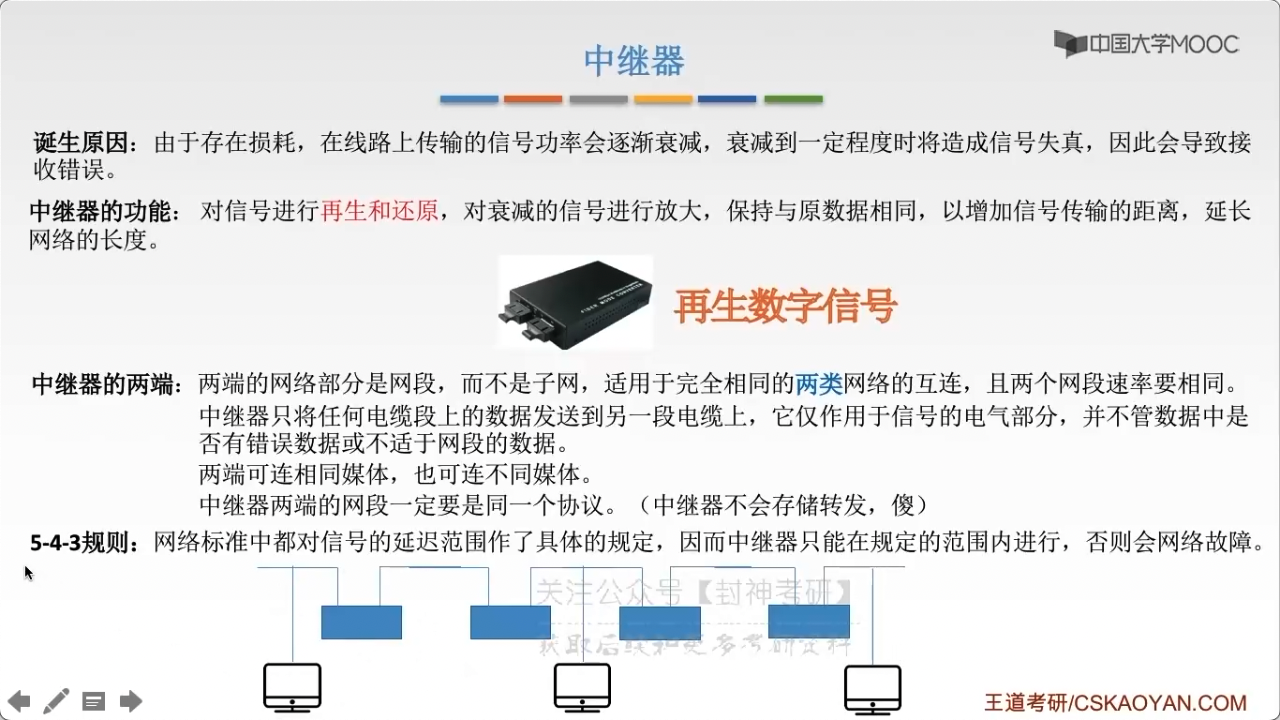 中国大学MOOC
中继器
诞生原因：由于存在损耗，在线路上传输的信号功率会逐渐衰减，衰减到一定程度时将造成信号失真，因此会导致接
收错误。
中继器的功能： 对信号进行再生和还原，对衰减的信号进行放大，保持与原数据相同，以增加信号传输的距离，延长
网络的长度。
再生数字信号
中继器的两端：两端的网络部分是网段，而不是子网，适用于完全相同的两类网络的互连，且两个网段速率要相同。
中继器只将任何电缆段上的数据发送到另一段电缆上，它仅作用于信号的电气部分，并不管数据中是
否有错误数据或不适于网段的数据。
两端可连相同媒体，也可连不同媒体。
中继器两端的网段一定要是同一个协议。（中继器不会存储转发，傻）
5-4-3规则：网络标准中都对信号的延迟范围作了具体的规定，因而中继器只能在规定的范围内进行，否则会网络故障。
关注公众号【封神考研】
获取后续和更多考研资料
王道考研/CSKAOYAN.COM